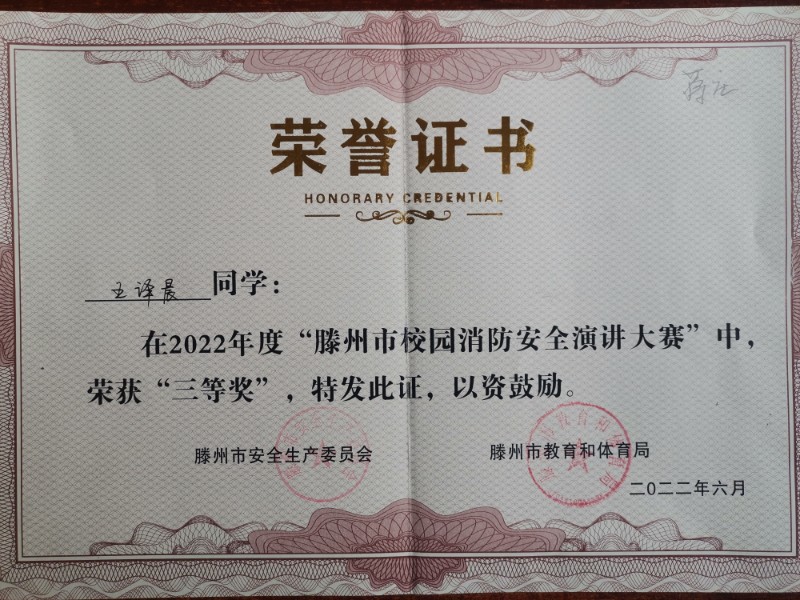 荣誉证书
HONORARY CREDENTIAL
王译晨 同学：
在2022年度“滕州市校园消防安全演讲大赛”中，
荣获“三等奖”，特发此证，以资鼓励。
滕州市安全生产委员会 滕州市教育和体育局
二〇二二年六月